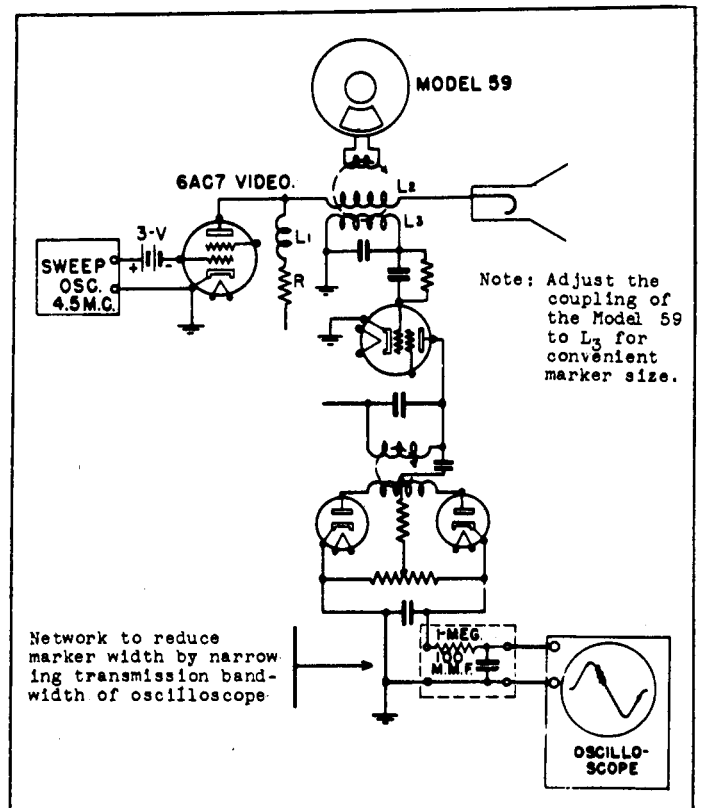 MODEL 59
6AC7 VIDEO.
L2
L3
3-V
+ -
L1
R
SWEEP
OSC.
4.5 M.C.
Note: Adjust the
coupling of
the Model 59
to L3 for
convenient
marker size.
Network to reduce
marker width by narrow
ing transmission band-
width of oscilloscope
1-MEG.
100
M.M.F.
OSCILLO-
SCOPE